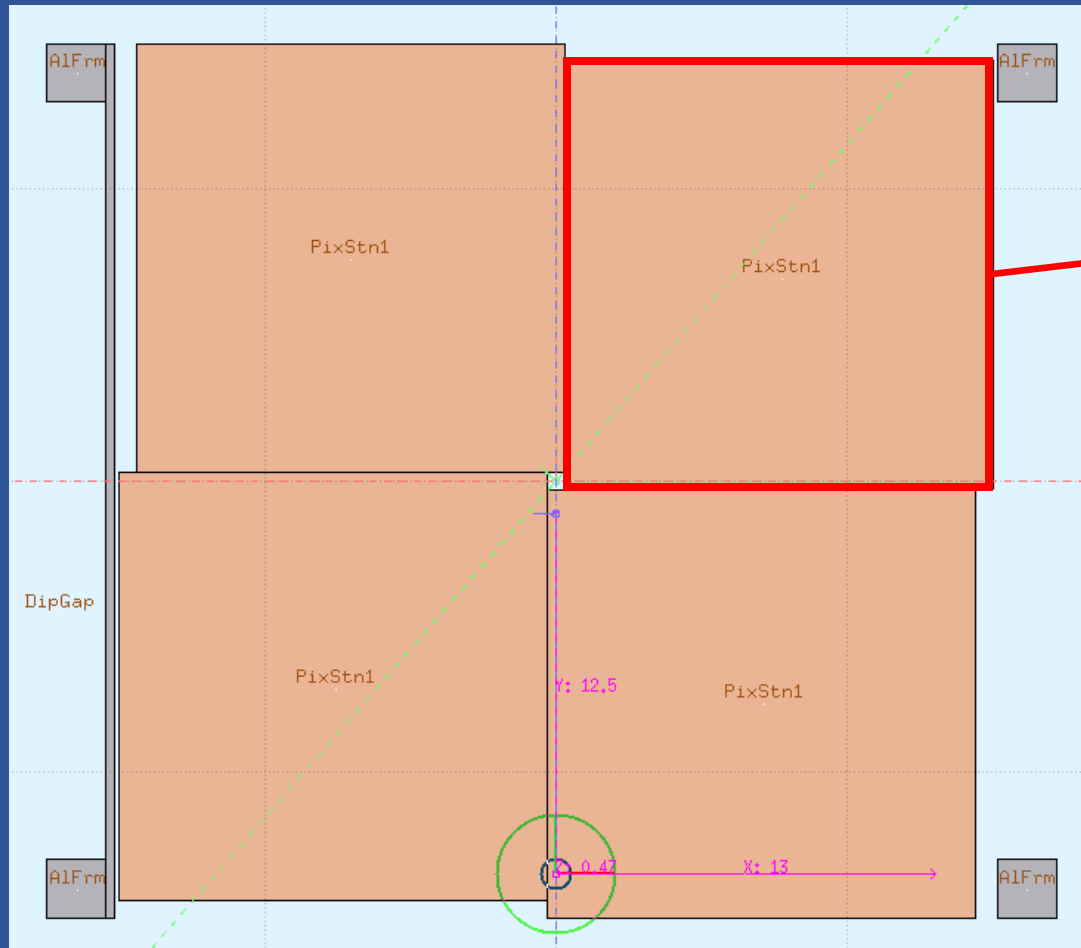 AlFrm
AlFrm
PixStn1
PixStn1
DipGap
PixStn1
Y: 12.5
PixStn1
0.47
X: 13
AlFrm
AlFrm